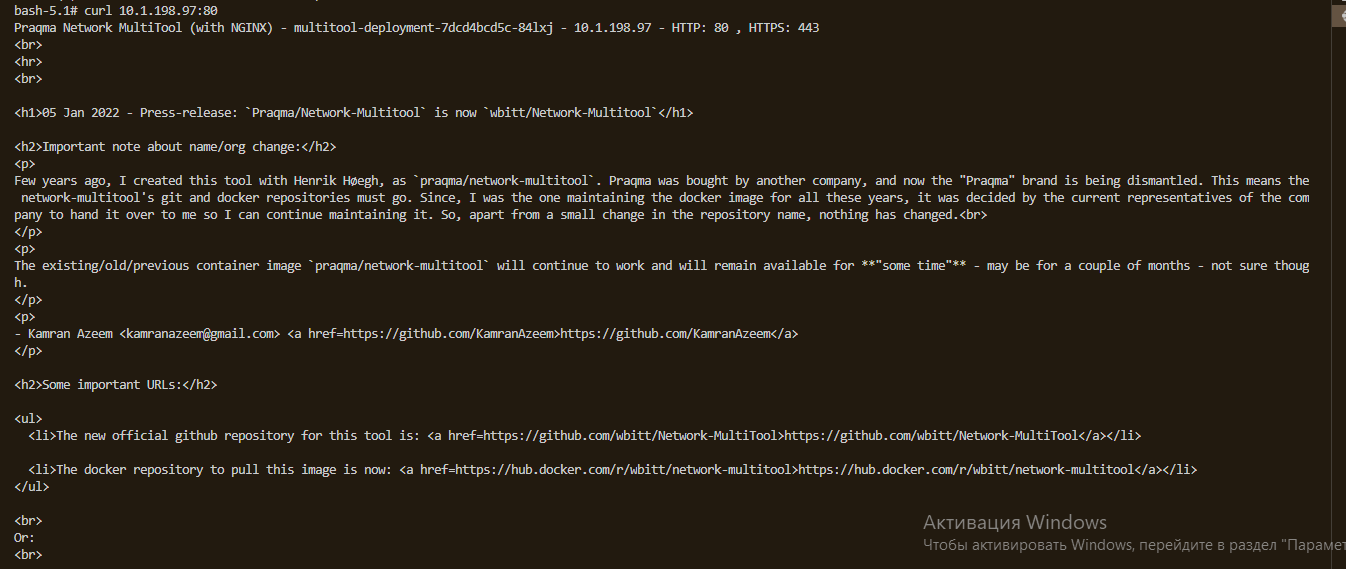 bash-5.1# curl 10.1.198.97:80
Praqma Network MultiTool (with NGINX) - multitool-deployment-7dcd4bcd5c-84lxj - 10.1.198.97 - HTTP: 80 , HTTPS: 443
<br>
<hr>
<br>
<h1>05 Jan 2022 - Press-release: `Praqma/Network-Multitool` is now `wbitt/Network-Multitool`</h1>
<h2>Important note about name/org change:</h2>
<p>
Few years ago, I created this tool with Henrik Høegh, as `praqma/network-multitool`. Praqma was bought by another company, and now the "Praqma" brand is being dismantled. This means the
network-multitool's git and docker repositories must go. Since, I was the one maintaining the docker image for all these years, it was decided by the current representatives of the com
pany to hand it over to me so I can continue maintaining it. So, apart from a small change in the repository name, nothing has changed.<br>
</p>
<p>
The existing/old/previous container image `praqma/network-multitool` will continue to work and will remain available for **"some time"** - may be for a couple of months - not sure thoug
h.
</p>
<p>
- Kamran Azeem <kamranazeem@gmail.com> <a href=https://github.com/KamranAzeem>https://github.com/KamranAzeem</a>
</p>
<h2>Some important URLs:</h2>
<ul>
<li>The new official github repository for this tool is: <a href=https://github.com/wbitt/Network-MultiTool>https://github.com/wbitt/Network-MultiTool</a></li>
<li>The docker repository to pull this image is now: <a href=https://hub.docker.com/r/wbitt/network-multitool>https://hub.docker.com/r/wbitt/network-multitool</a></li>
</ul>
<br>
Or:
<br>
Активация Windows
Чтобы активировать Windows, перейдите в раздел "Парамет